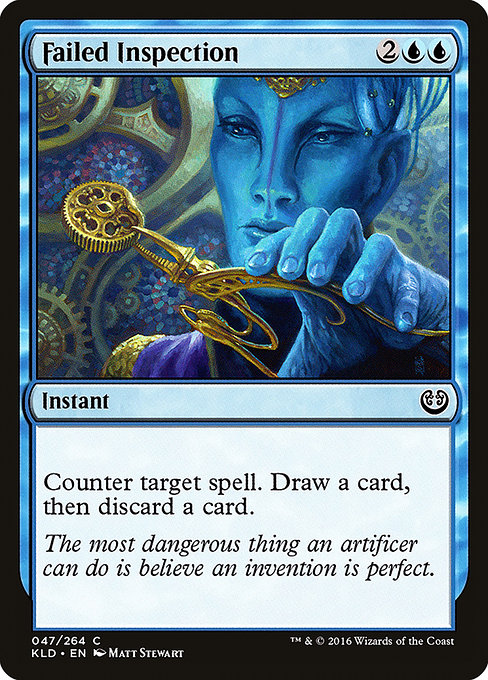 Failed Inspection 2
Instant
Counter target spell. Draw a card,
then discard a card.
The most dangerous thing an artificer
can do is believe an invention is perfect.
047/264 C
KLD • EN Matt Stewart
™ & © 2016 Wizards of the Coast